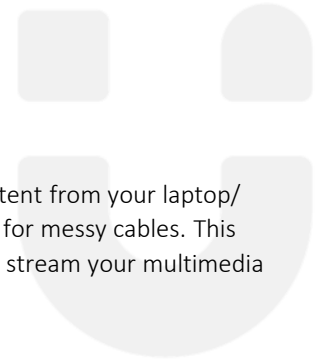 tent from your laptop/
for messy cables. This
stream your multimedia